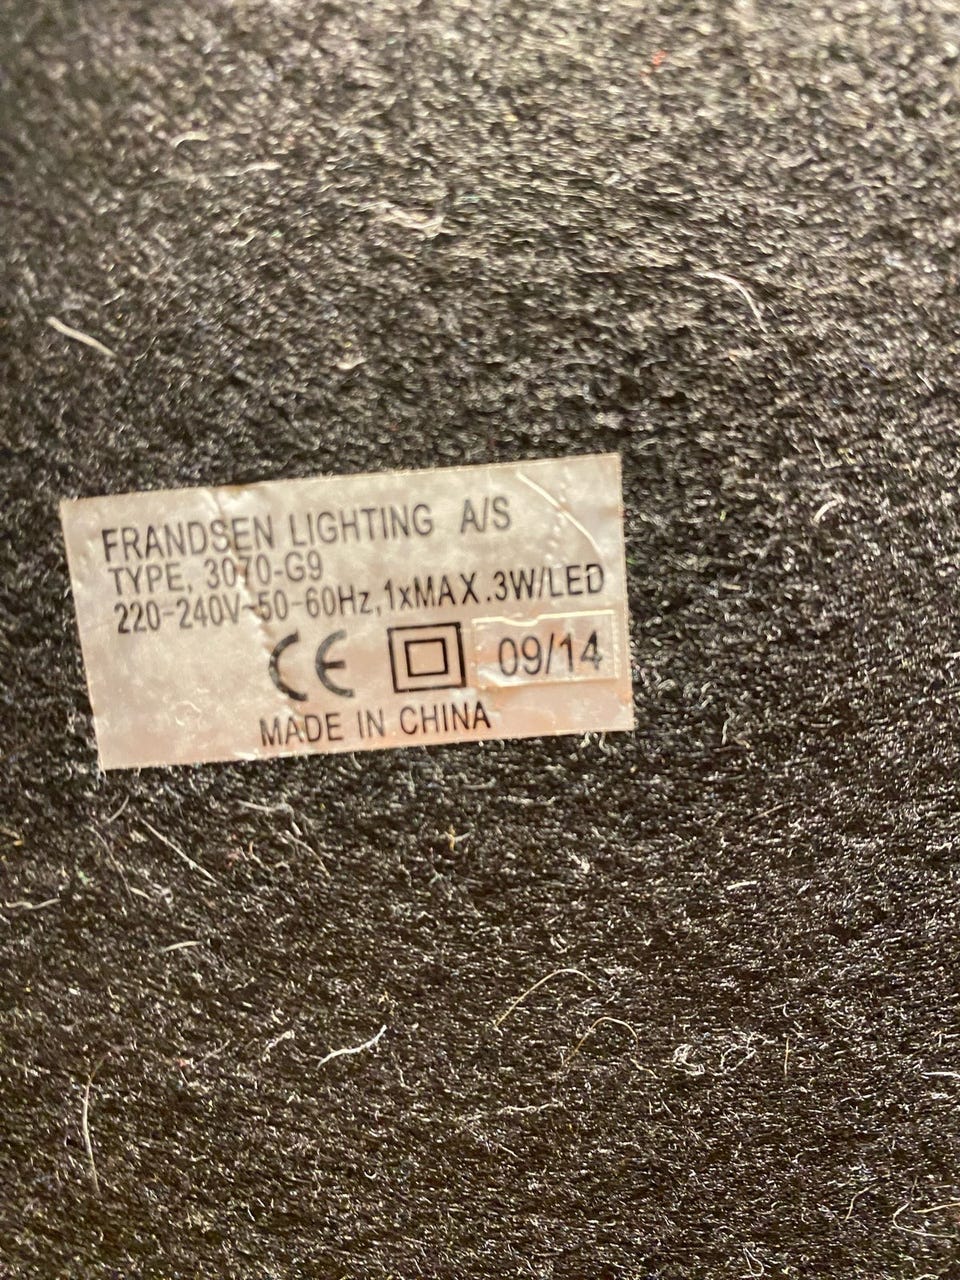 FRANDSEN LIGHTING A/S
TYPE, 3070-G9
220-240V~50-60Hz,1xMAX.3W/LED
CE 09/14
MADE IN CHINA